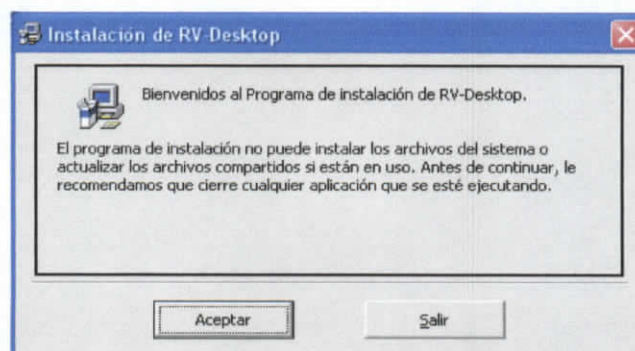 Instalación de RV-Desktop
Bienvenidos al Programa de instalación de RV-Desktop.
El programa de instalación no puede instalar los archivos del sistema o
actualizar los archivos compartidos si están en uso. Antes de continuar, le
recomendamos que cierre cualquier aplicación que se esté ejecutando.
Aceptar
Salir